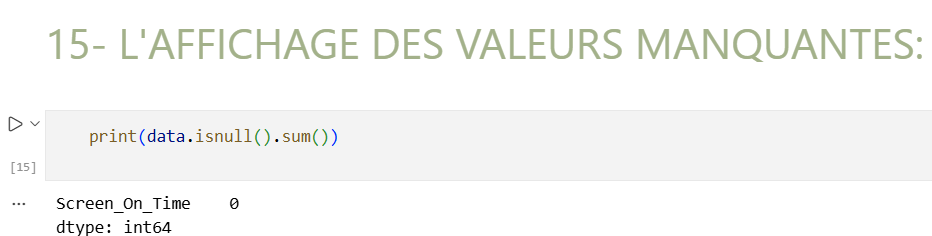 15- L'AFFICHAGE DES VALEURS MANQUANTES:
print(data.isnull().sum())
[15]
... Screen_On_Time    0
dtype: int64